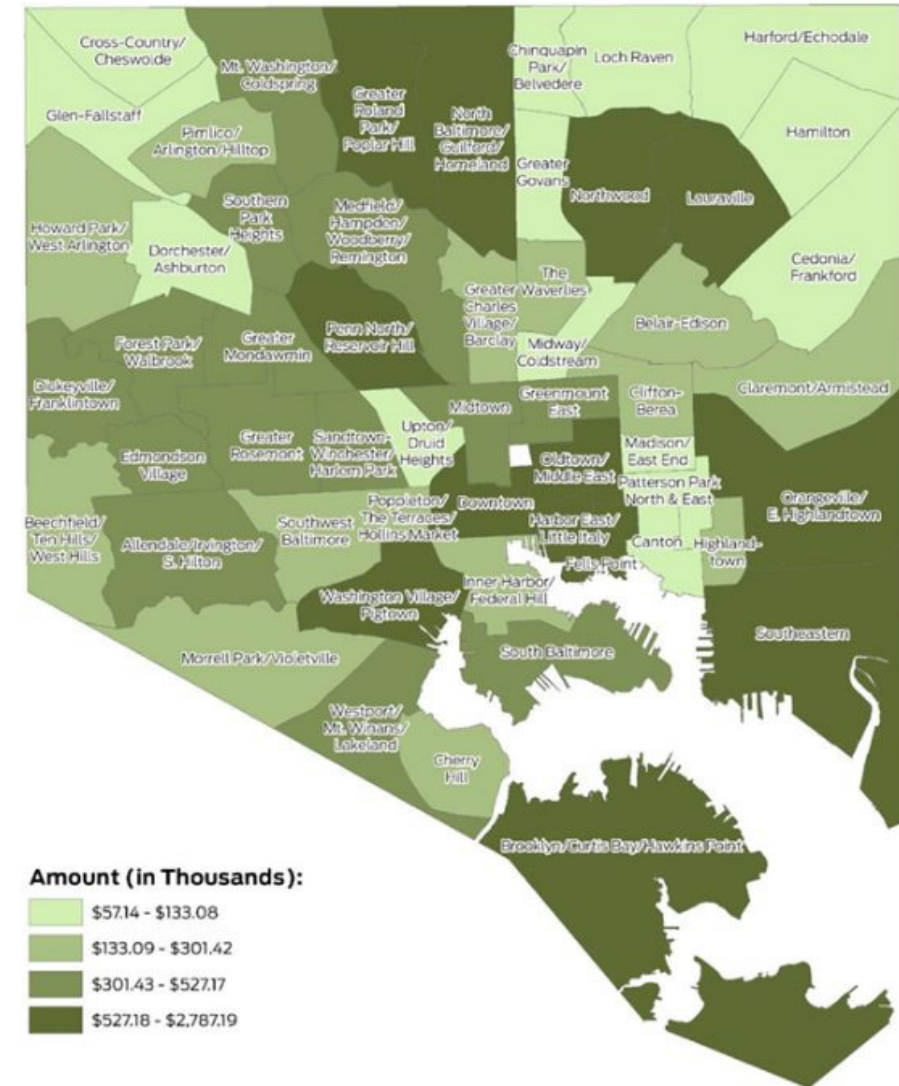 Cross-Country/
Cheswolde
Mt. Washington/
Coldspring
Greater
Roland
Park/
Poplar Hill
North
Baltimore/
Guilford/
Homeland
Chinquapin
Park/
Belvedere
Loch Raven
Harford/Echodale
Glen-Fallstaff
Pimlico/
Arlington/Hilltop
Hamilton
Greater
Govans
Northwood
Lauraville
Howard Park/
West Arlington
Southern
Park
Heights
Medfield/
Hampden/
Woodberry/
Remington
Dorchester/
Ashburton
Cedonia/
Frankford
The
Waverlies
Greater
Charles
Village/
Barclay
Belair-Edison
Penn North/
Reservoir Hill
Forest Park/
Walbrook
Greater
Mondawmin
Midway/
Coldstream
Dickeyville/
Franklintown
Midtown
Greenmount
East
Clifton-
Berea
Claremont/Armistead
Edmondson
Village
Greater
Rosemont
Sandtown-
Winchester/
Harlem Park
Upton/
Druid
Heights
Madison/
East End
Oldtown/
Middle East
Patterson Park
North & East
Orangeville/
E. Highlandtown
Beechfield/
Ten Hills/
West Hills
Allendale/Irvington/
S. Hilton
Southwest
Baltimore
Poppleton/
The Terraces/
Hollins Market
Downtown
Harbor East/
Little Italy
Canton
Highland-
town
Fells Point
Washington Village/
Pigtown
Inner Harbor/
Federal Hill
Southeastern
Morrell Park/Violetville
South Baltimore
Westport/
Mt. Winans/
Lakeland
Cherry
Hill
Brooklyn/Curtis Bay/Hawkins Point
Amount (in Thousands):
$57.14 - $133.08
$133.09 - $301.42
$301.43 - $527.17
$527.18 - $2,787.19